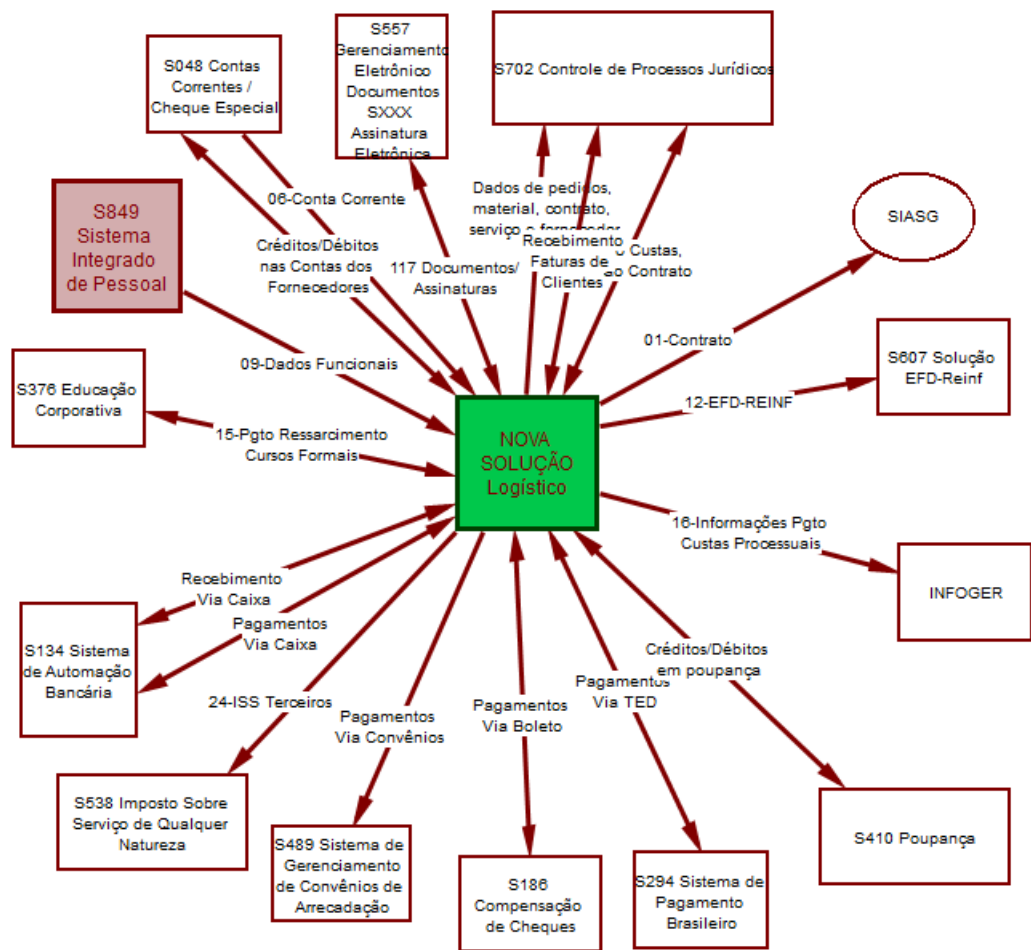 S557
Gerenciamento
Eletrônico
Documentos
SXXX
Assinatura
Eletrônica
S048 Contas
Correntes /
Cheque Especial
S702 Controle de Processos Jurídicos
06-Conta Corrente
Dados de pedidos,
material, contrato,
serviço e fornecedor
SIASG
S849
Sistema
Integrado
de Pessoal
Créditos/Débitos
nas Contas dos
Fornecedores
117 Documentos/
Assinaturas
Recebimento
Faturas de
Clientes
Custas,
Contrato
01-Contrato
S607 Solução
EFD-Reinf
09-Dados Funcionais
12-EFD-REINF
S376 Educação
Corporativa
15-Pgto Ressarcimento
Cursos Formais
NOVA
SOLUÇÃO
Logístico
16-Informações Pgto
Custas Processuais
INFOGER
Recebimento
Via Caixa
Pagamentos
Via Caixa
S134 Sistema
de Automação
Bancária
Créditos/Débitos
em poupança
24-ISS Terceiros
Pagamentos
Via Convênios
Pagamentos
Via Boleto
Pagamentos
Via TED
S538 Imposto Sobre
Serviço de Qualquer
Natureza
S489 Sistema de
Gerenciamento
de Convênios de
Arrecadação
S186
Compensação
de Cheques
S294 Sistema de
Pagamento
Brasileiro
S410 Poupança